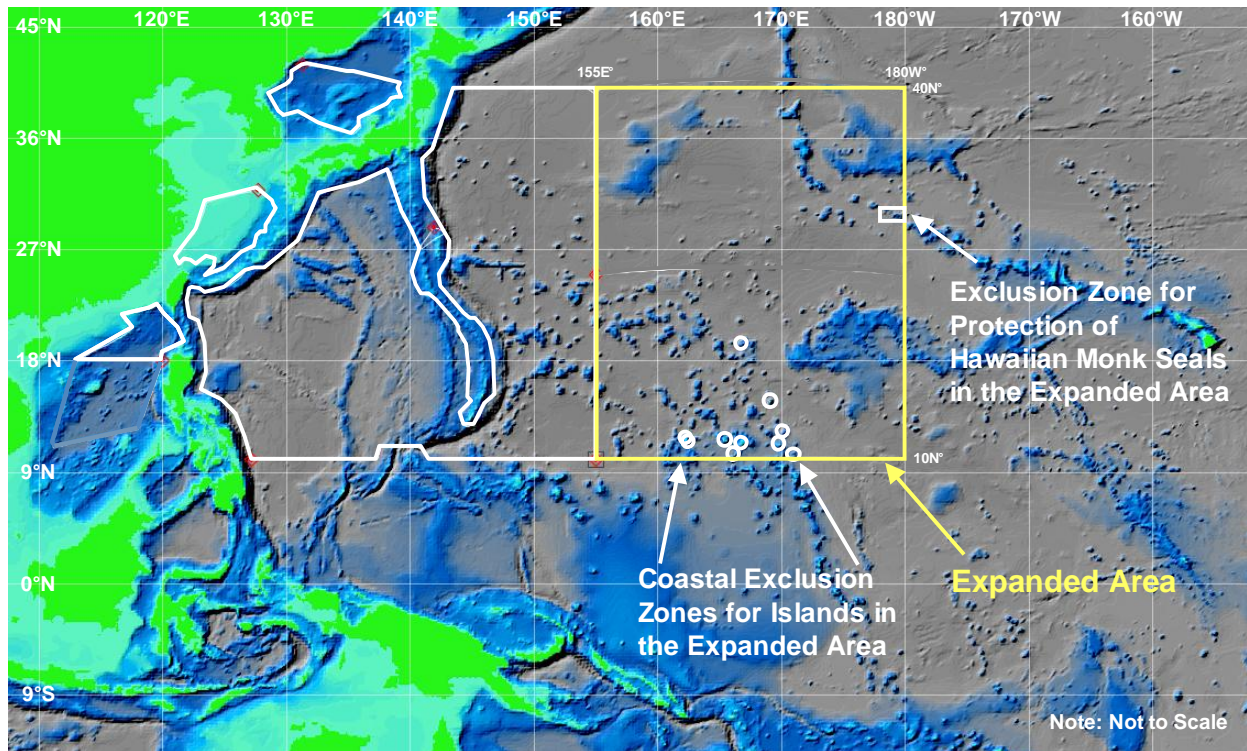 45°N
120°E
130°E
140°E
150°E
160°E
170°E
180°
170°W
160°W
155E°
180W°
40N°
36°N
27°N
Exclusion Zone for
Protection of
Hawaiian Monk Seals
in the Expanded Area
18°N
9°N
10N°
Coastal Exclusion
Zones for Islands in
the Expanded Area
Expanded Area
0°N
9°S
Note: Not to Scale